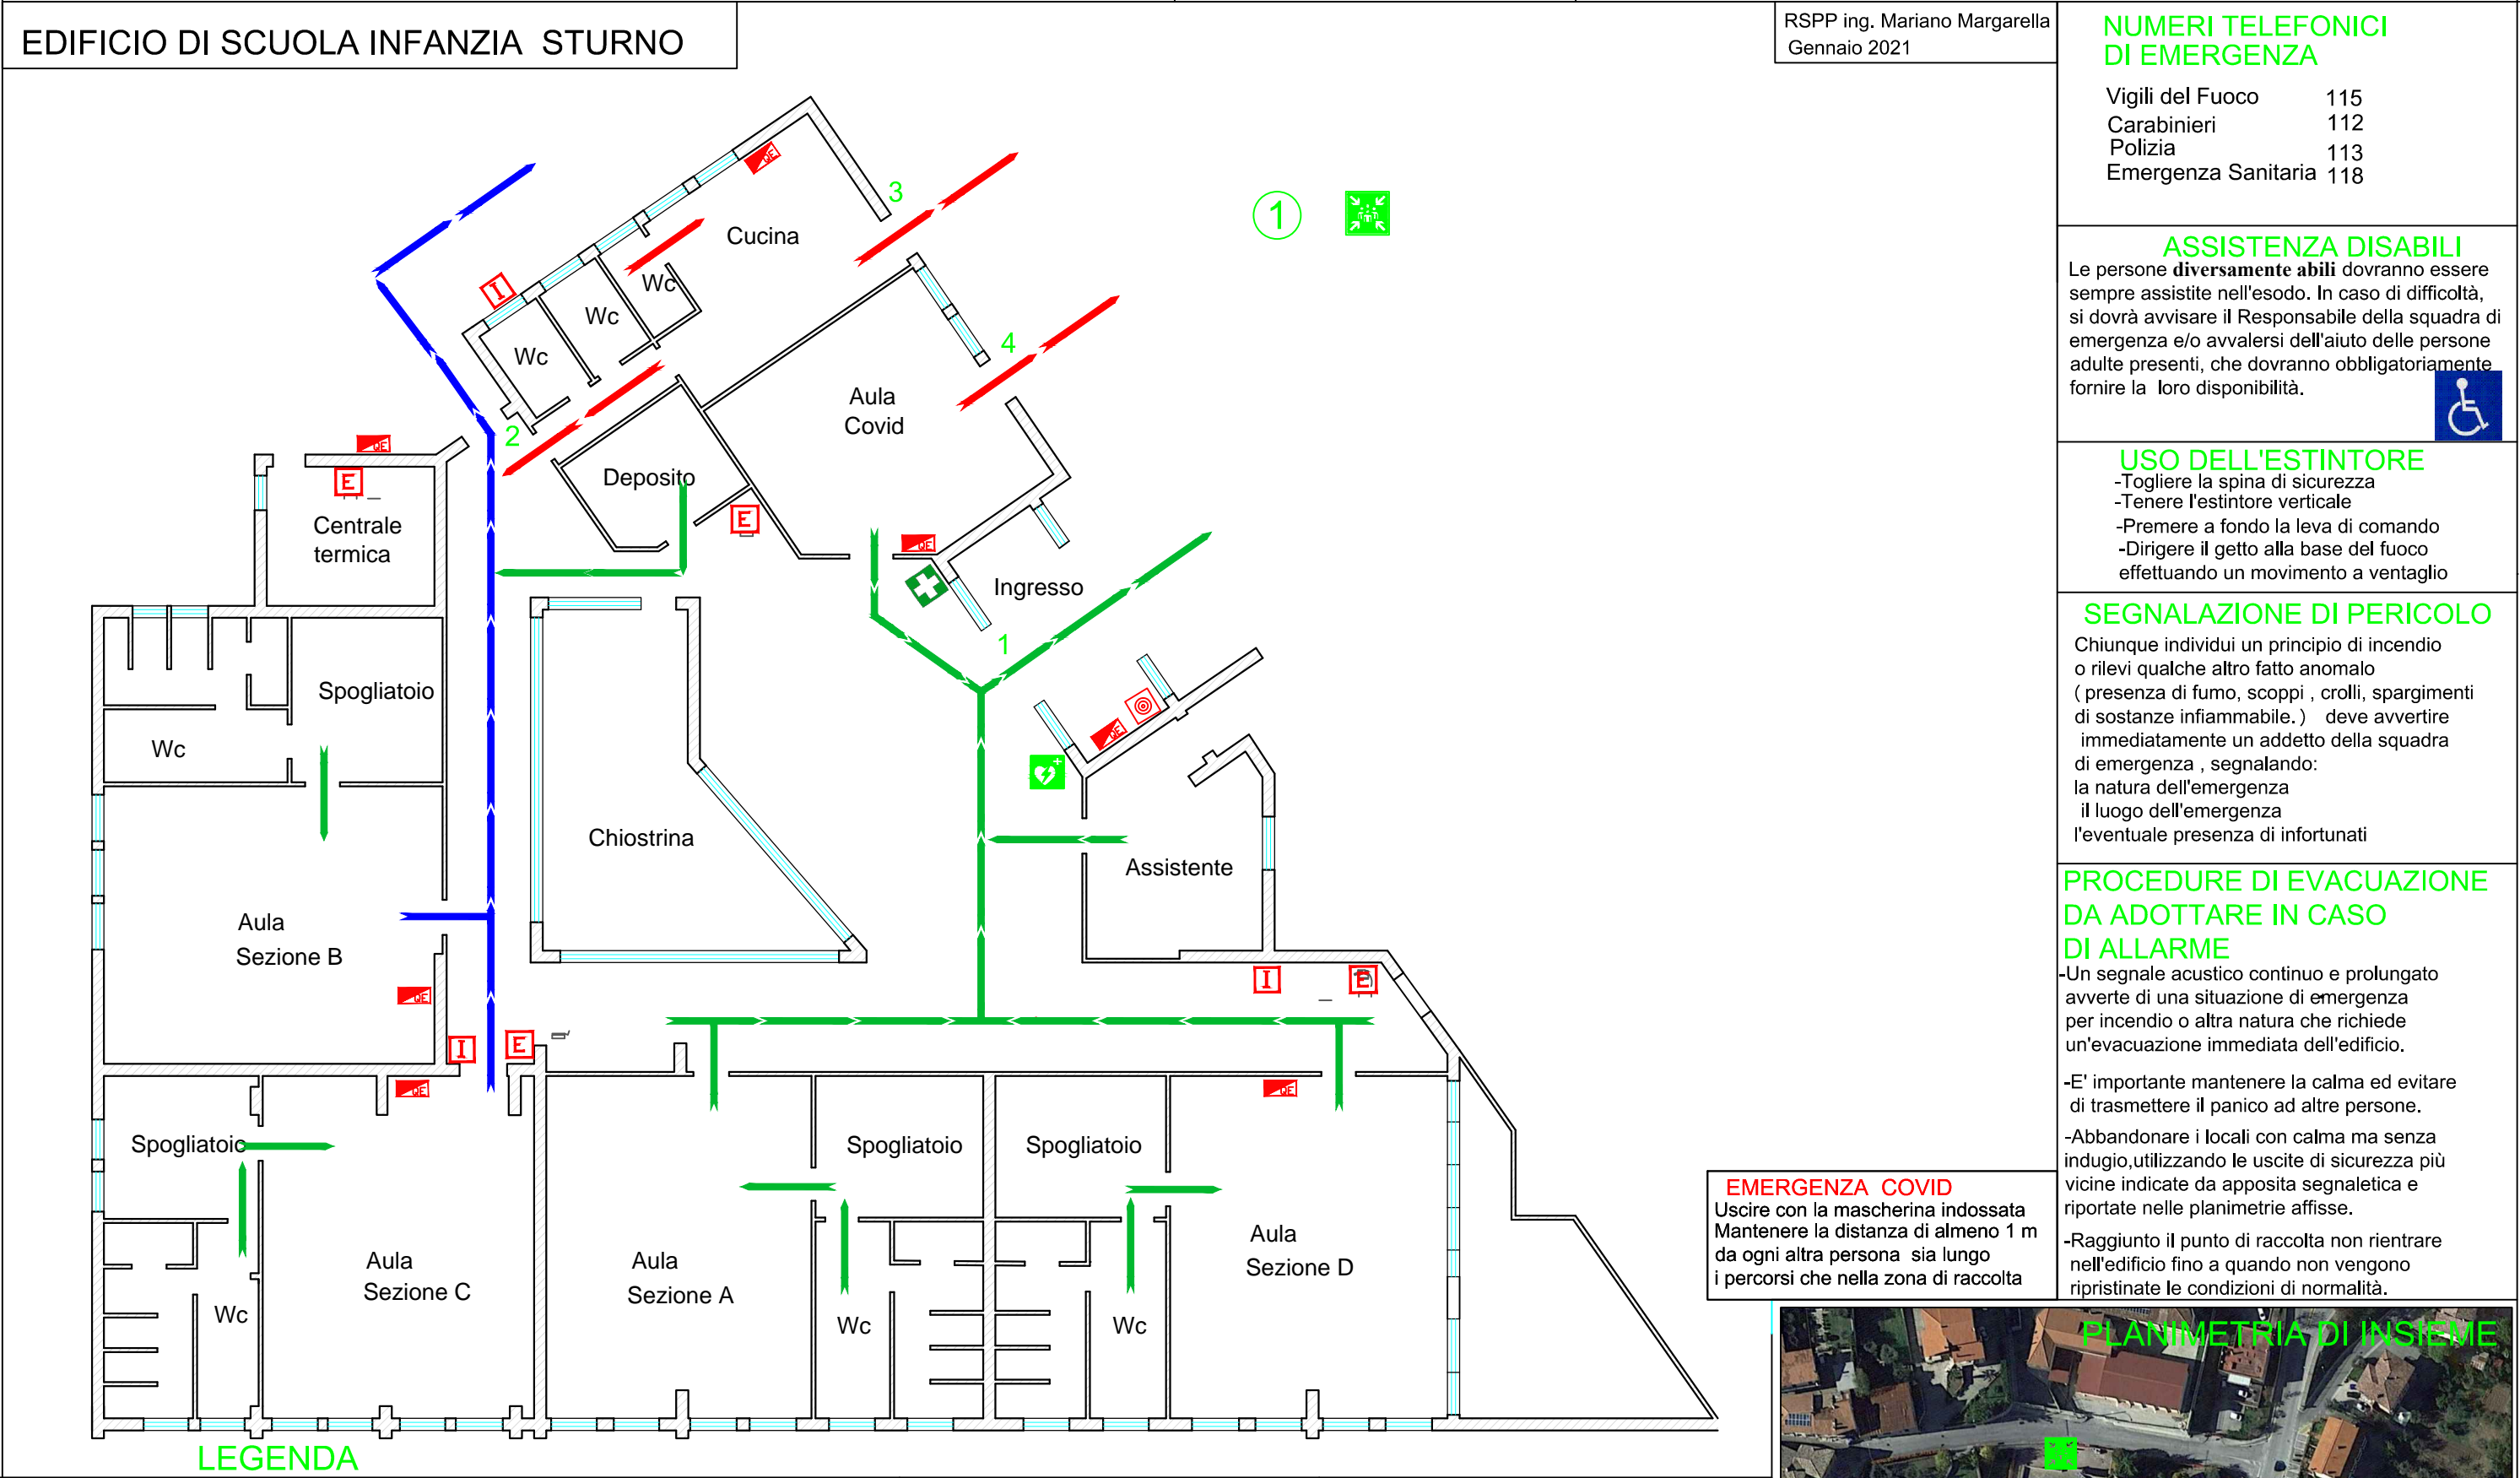 EDIFICIO DI SCUOLA INFANZIA  STURNO
RSPP ing. Mariano Margarella
Gennaio 2021
NUMERI TELEFONICI
DI EMERGENZA
Vigili del Fuoco 115
Carabinieri 112
Polizia 113
Emergenza Sanitaria 118
ASSISTENZA DISABILI
Le persone diversamente abili dovranno essere
sempre assistite nell'esodo. In caso di difficoltà,
si dovrà avvisare il Responsabile della squadra di
emergenza e/o avvalersi dell'aiuto delle persone
adulte presenti, che dovranno obbligatoriamente
fornire la  loro disponibilità.
USO DELL'ESTINTORE
-Togliere la spina di sicurezza
-Tenere l'estintore verticale
-Premere a fondo la leva di comando
-Dirigere il getto alla base del fuoco
effettuando un movimento a ventaglio
SEGNALAZIONE DI PERICOLO
Chiunque individui un principio di incendio
o rilevi qualche altro fatto anomalo
( presenza di fumo, scoppi , crolli, spargimenti
di sostanze infiammabile. )   deve avvertire
immediatamente un addetto della squadra
di emergenza , segnalando:
la natura dell'emergenza
il luogo dell'emergenza
l'eventuale presenza di infortunati
PROCEDURE DI EVACUAZIONE
DA ADOTTARE IN CASO
DI ALLARME
-Un segnale acustico continuo e prolungato
avverte di una situazione di emergenza
per incendio o altra natura che richiede
un'evacuazione immediata dell'edificio.
-E' importante mantenere la calma ed evitare
di trasmettere il panico ad altre persone.
-Abbandonare i locali con calma ma senza
indugio,utilizzando le uscite di sicurezza più
vicine indicate da apposita segnaletica e
riportate nelle planimetrie affisse.
-Raggiunto il punto di raccolta non rientrare
nell'edificio fino a quando non vengono
ripristinate le condizioni di normalità.
PLANIMETRIA DI INSIEME
EMERGENZA  COVID
Uscire con la mascherina indossata
Mantenere la distanza di almeno 1 m
da ogni altra persona  sia lungo
i percorsi che nella zona di raccolta
QE
3
1
Cucina
Wc
I
Wc
Wc
4
Aula
Covid
2
QE
E
Deposito
E
Centrale
termica
QE
Ingresso
1
Spogliatoio
Wc
QE
Chiostrina
Assistente
Aula
Sezione B
QE
I
E
I
E
QE
QE
Spogliatoio
Spogliatoio
Spogliatoio
Aula
Sezione C
Aula
Sezione A
Aula
Sezione D
Wc
Wc
Wc
LEGENDA